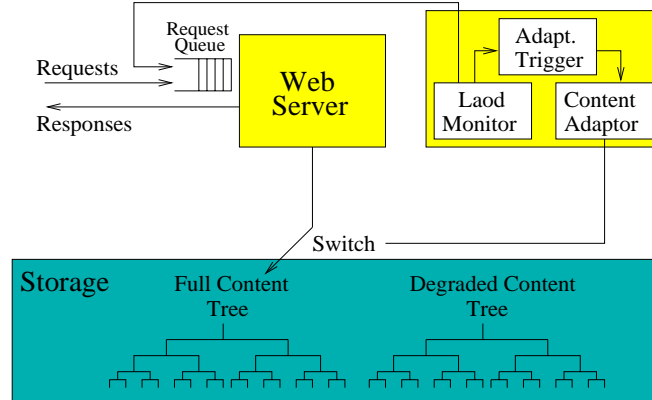 Request
Queue
Requests
Responses
Web
Server
Adapt.
Trigger
Laod
Monitor
Content
Adaptor
Switch
Storage
Full Content
Tree
Degraded Content
Tree